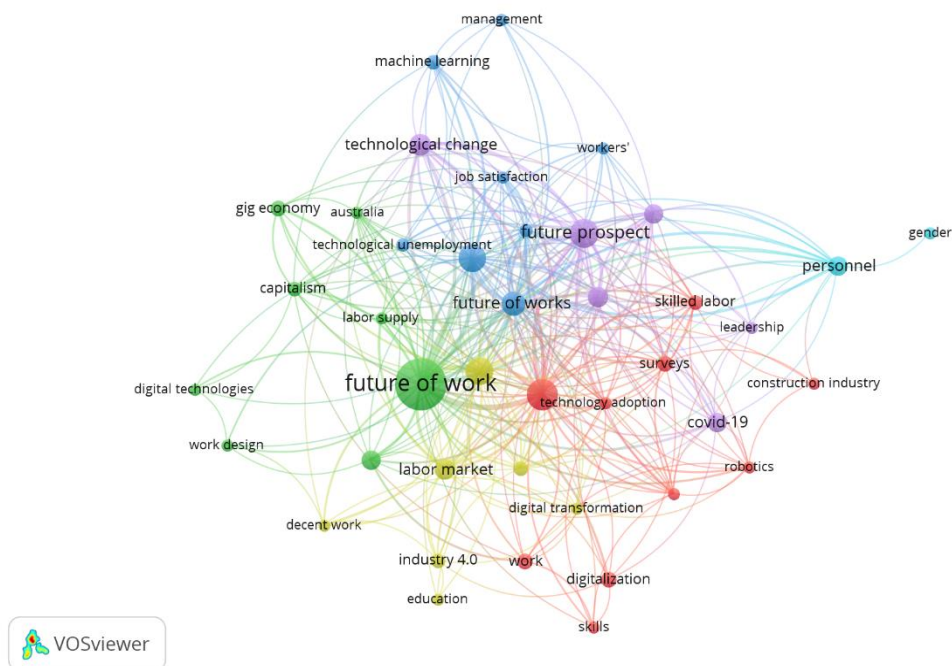 management
machine learning
technological change
workers'
job satisfaction
gig economy
australia
future prospect
gender
technological unemployment
personnel
capitalism
future of works
skilled labor
labor supply
leadership
surveys
future of work
construction industry
digital technologies
technology adoption
covid-19
work design
labor market
robotics
digital transformation
decent work
industry 4.0
work
digitalization
education
skills
VOSviewer